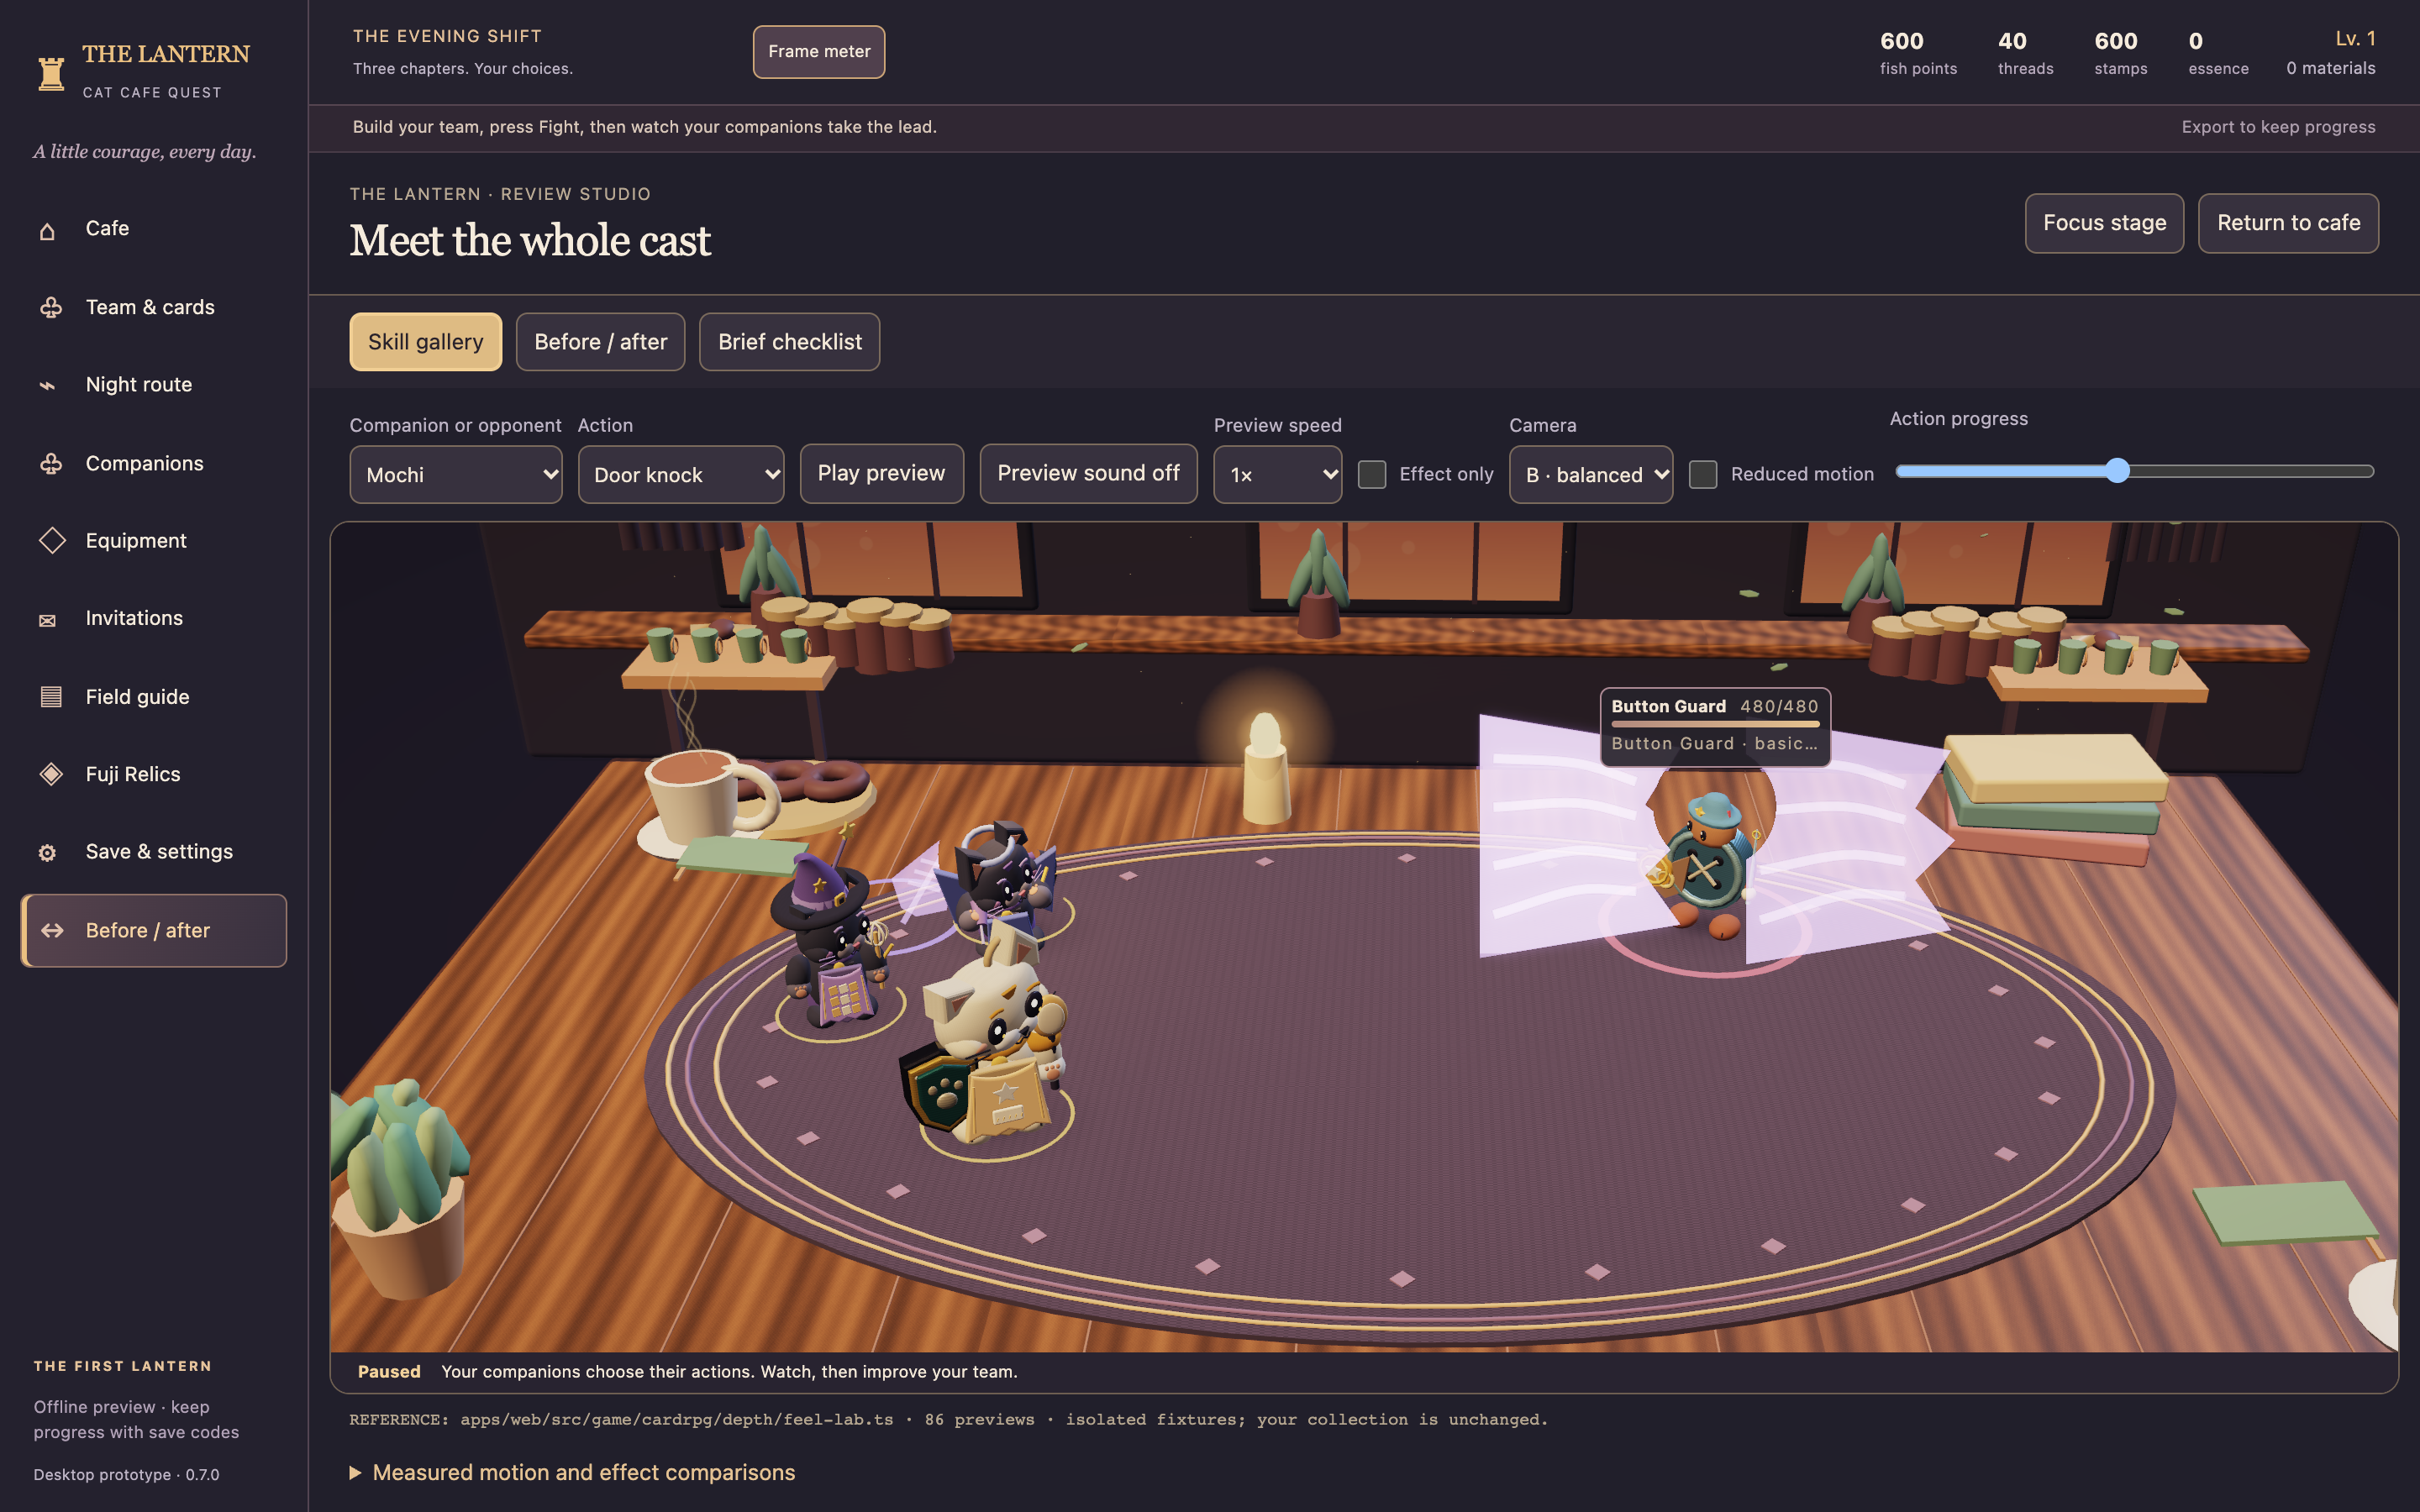 THE LANTERN
CAT CAFE QUEST
A little courage, every day.
Cafe
Team & cards
Night route
Companions
Equipment
Invitations
Field guide
Fuji Relics
Save & settings
Before / after
THE FIRST LANTERN
Offline preview · keep
progress with save codes
Desktop prototype · 0.7.0
THE EVENING SHIFT
Three chapters. Your choices.
Frame meter
600 fish points
40 threads
600 stamps
0 essence
Lv. 1
0 materials
Build your team, press Fight, then watch your companions take the lead.
Export to keep progress
THE LANTERN · REVIEW STUDIO
Meet the whole cast
Focus stage
Return to cafe
Skill gallery
Before / after
Brief checklist
Companion or opponent
Mochi
Action
Door knock
Play preview
Preview sound off
Preview speed
1×
Effect only
Camera
B · balanced
Reduced motion
Action progress
Button Guard 480/480
Button Guard · basic…
Paused Your companions choose their actions. Watch, then improve your team.
REFERENCE: apps/web/src/game/cardrpg/depth/feel-lab.ts · 86 previews · isolated fixtures; your collection is unchanged.
Measured motion and effect comparisons